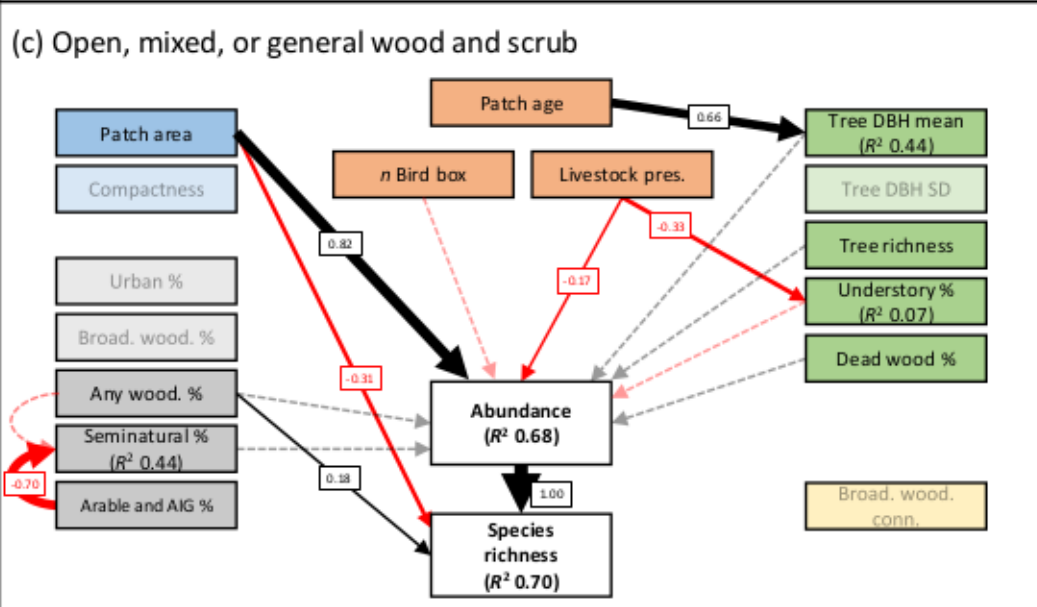 (c) Open, mixed, or general wood and scrub
Patch age
0.66
Patch area
Tree DBH mean
(R² 0.44)
Compactness
n Bird box
Livestock pres.
Tree DBH SD
-0.33
0.82
Tree richness
Urban %
-0.17
Understory %
(R² 0.07)
Broad. wood. %
Dead wood %
-0.31
Any wood. %
Abundance
(R² 0.68)
Seminatural %
(R² 0.44)
-0.70
0.18
1.00
Arable and AIG %
Broad. wood.
conn.
Species
richness
(R² 0.70)